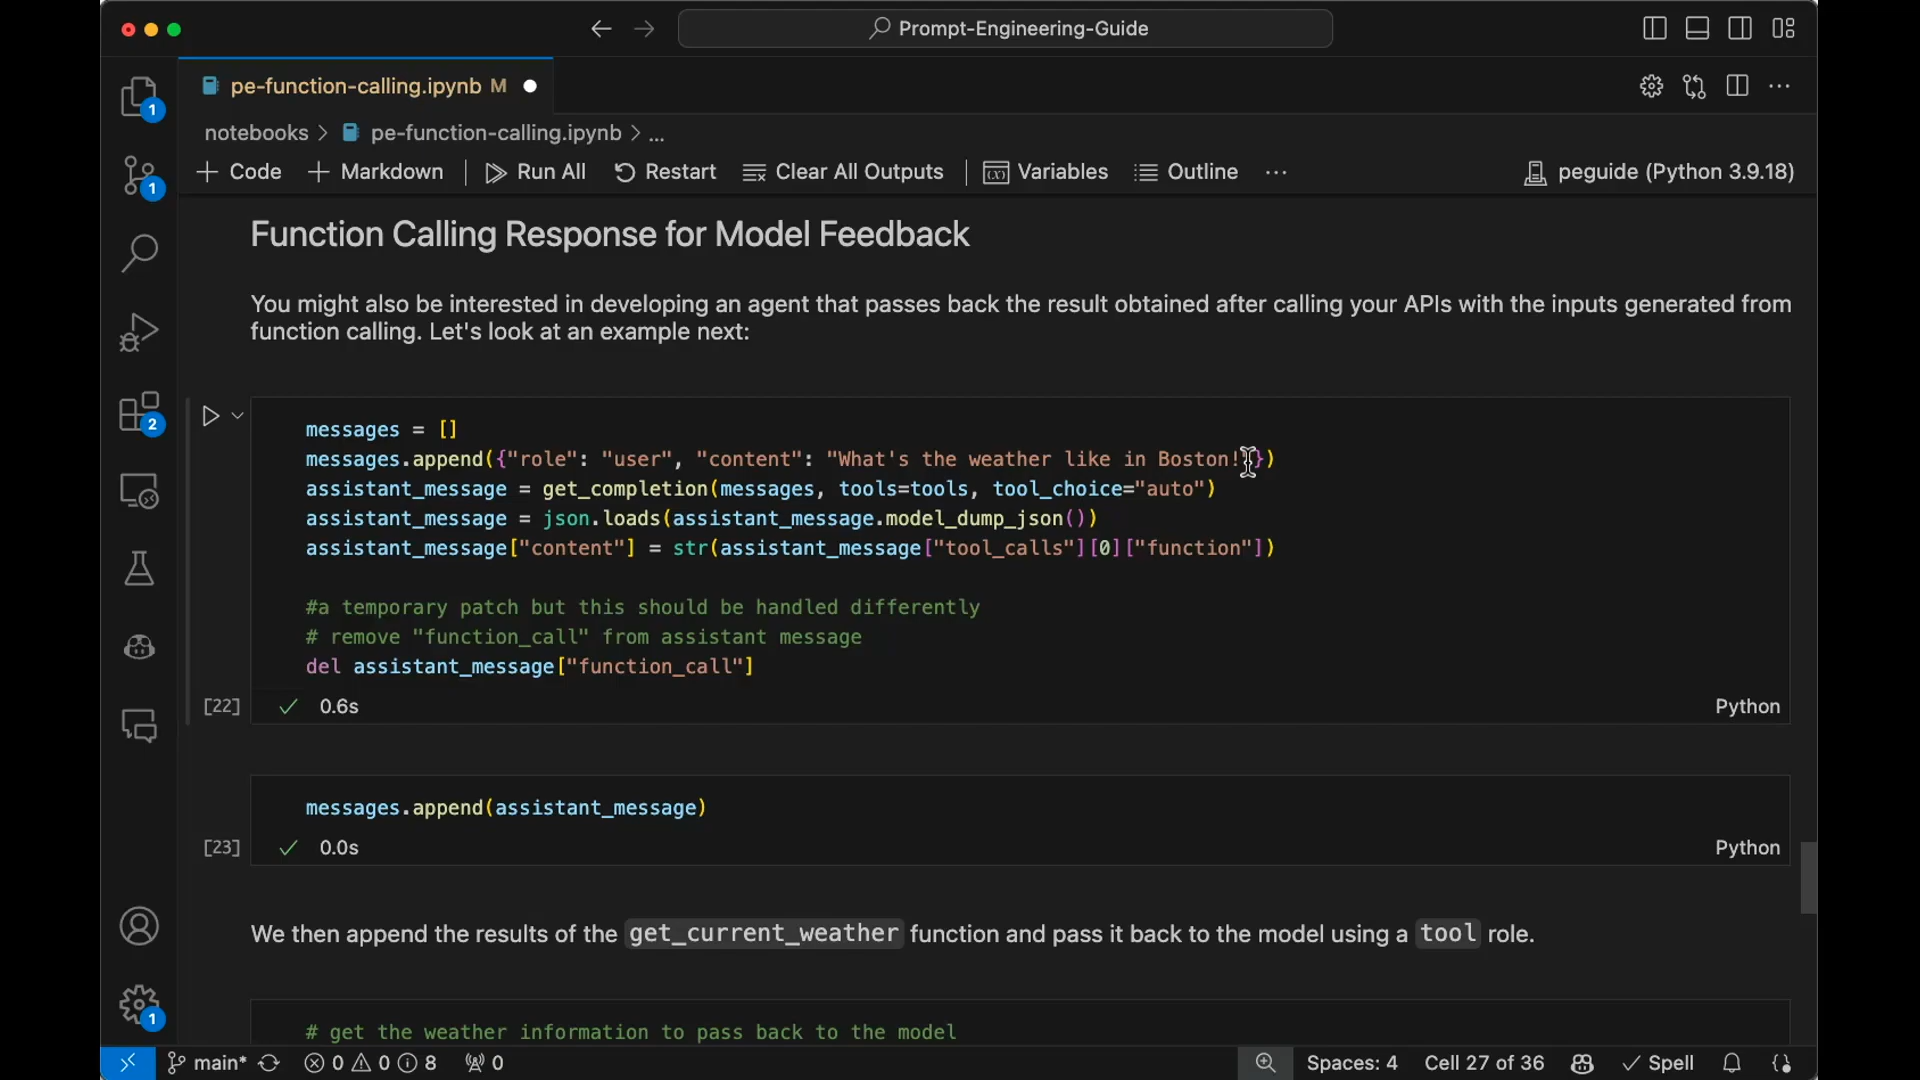 Prompt-Engineering-Guide
pe-function-calling.ipynb M
1
notebooks > pe-function-calling.ipynb > ...
1
Code Markdown Run All Restart Clear All Outputs Variables Outline ... peguide (Python 3.9.18)
Function Calling Response for Model Feedback
You might also be interested in developing an agent that passes back the result obtained after calling your APIs with the inputs generated from
function calling. Let's look at an example next:
2
messages = []
messages.append({"role": "user", "content": "What's the weather like in Boston!"})
assistant_message = get_completion(messages, tools=tools, tool_choice="auto")
assistant_message = json.loads(assistant_message.model_dump_json())
assistant_message["content"] = str(assistant_message["tool_calls"][0]["function"])
#a temporary patch but this should be handled differently
# remove "function_call" from assistant message
del assistant_message["function_call"]
[22] 0.6s Python
messages.append(assistant_message)
[23] 0.0s Python
We then append the results of the get_current_weather function and pass it back to the model using a tool role.
1
# get the weather information to pass back to the model
main* 0 0 8 0 Spaces: 4 Cell 27 of 36 Spell